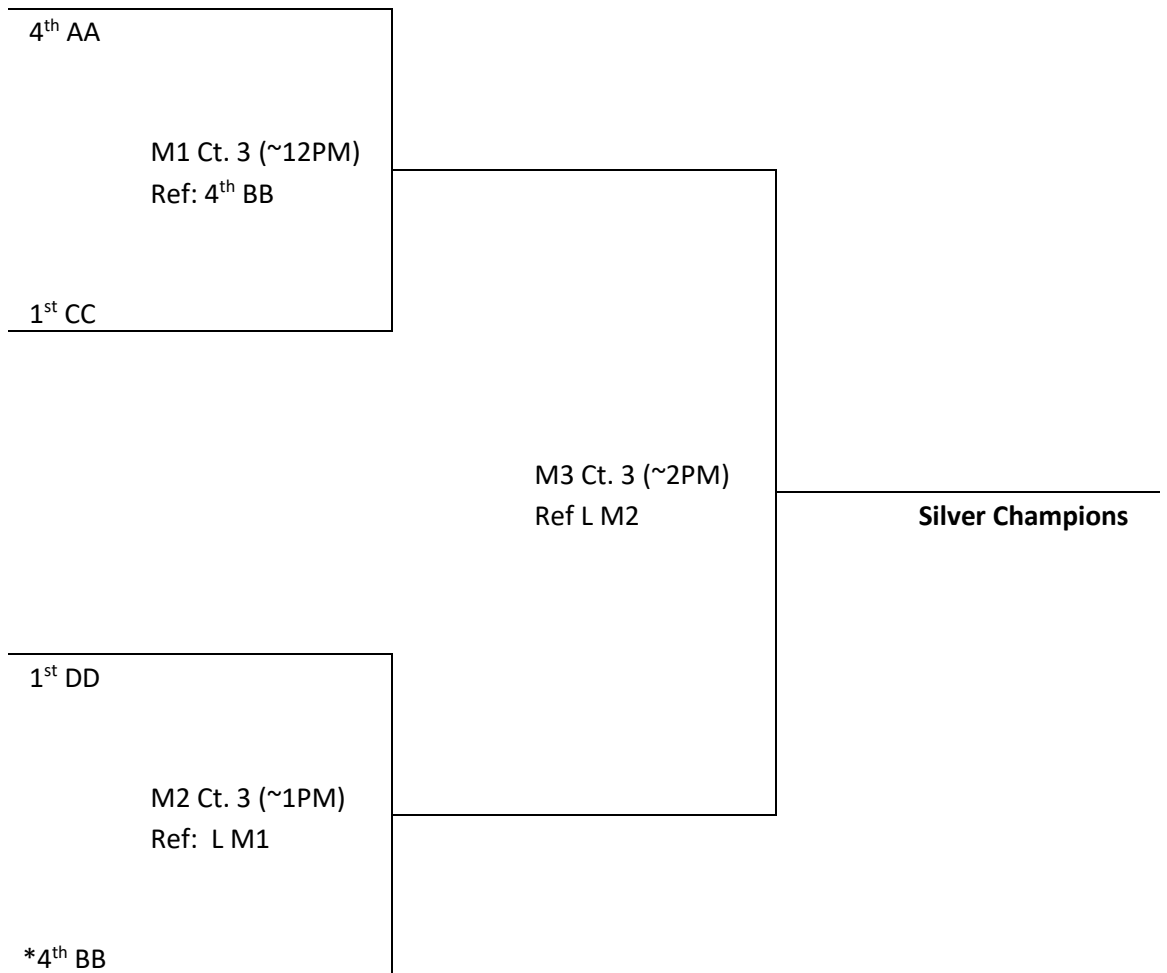 4th AA
M1 Ct. 3 (~12PM)
Ref: 4th BB
1st CC
M3 Ct. 3 (~2PM)
Ref L M2
Silver Champions
1st DD
M2 Ct. 3 (~1PM)
Ref:  L M1
*4th BB